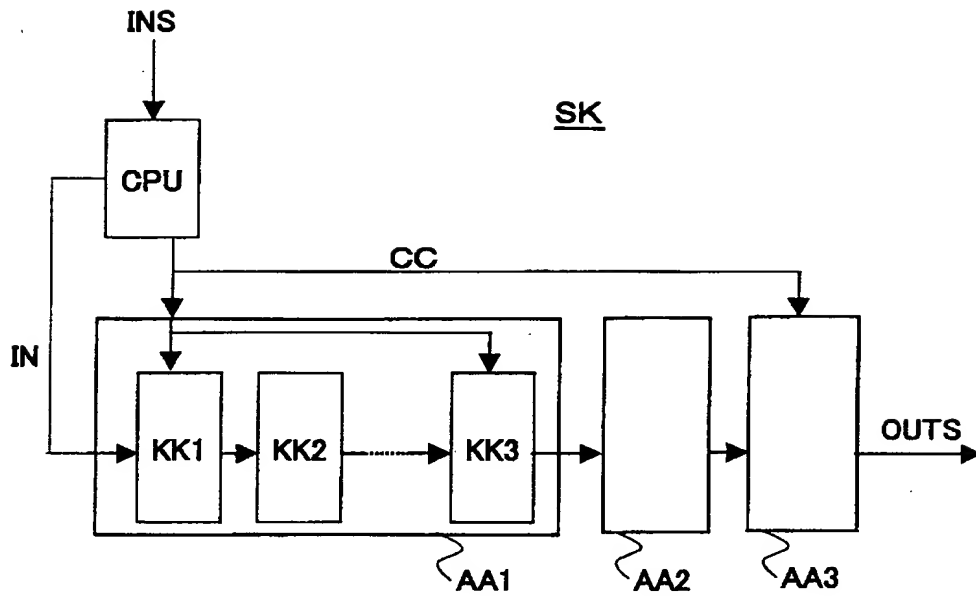 INS
SK
CPU
CC
IN
KK1
KK2
KK3
OUTS
AA1
AA2
AA3